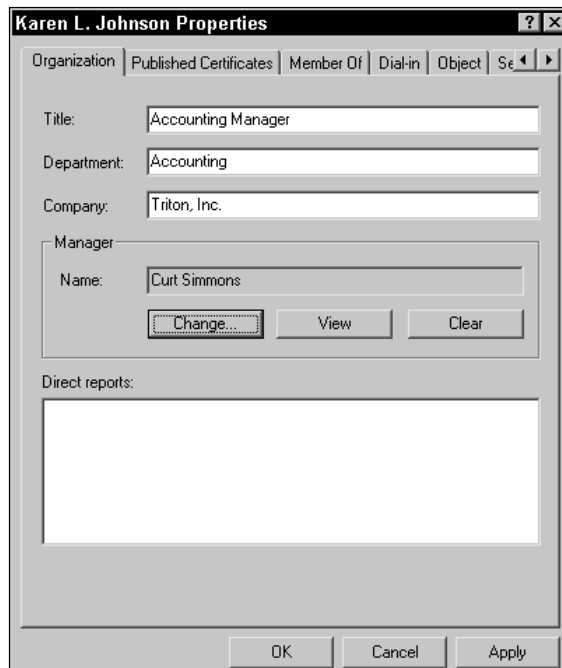 Karen L. Johnson Properties
Organization Published Certificates Member Of Dial-in Object Se
Title: Accounting Manager
Department: Accounting
Company: Triton, Inc.
Manager
Name: Curt Simmons
Change... View Clear
Direct reports:
OK Cancel Apply